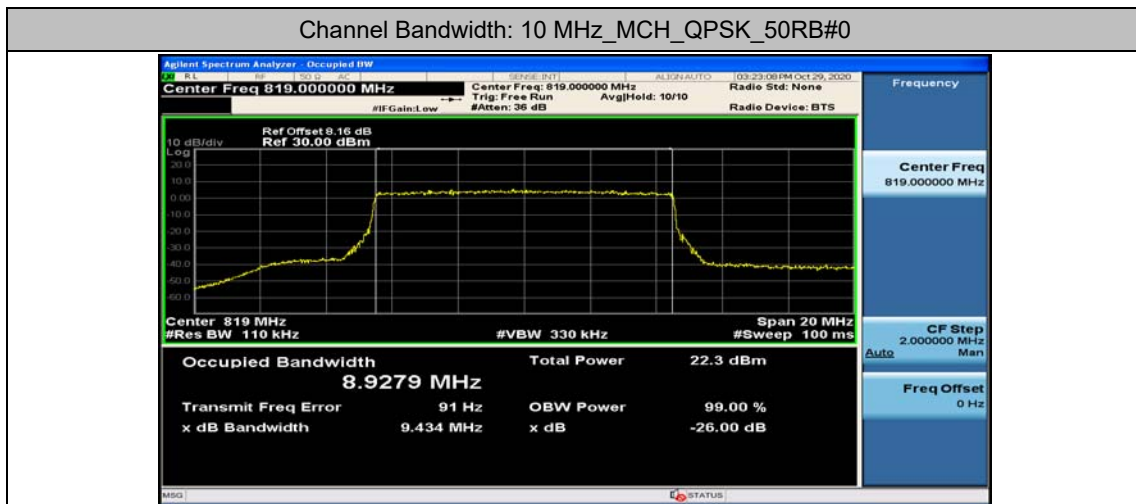 Channel Bandwidth: 10 MHz_MCH_QPSK_50RB#0
Agilent Spectrum Analyzer - Occupied BW
RL RF 50 Ω AC SENSE:INT ALIGN AUTO 03:23:08 PM Oct 29, 2020
Center Freq 819.000000 MHz Center Freq: 819.000000 MHz Radio Std: None Frequency
Trig: Free Run Avg|Hold: 10/10
#IFGain:Low #Atten: 36 dB Radio Device: BTS
Ref Offset 8.16 dB
10 dB/div Ref 30.00 dBm
Log
20.0
10.0
0.00
-10.0
-20.0
-30.0
-40.0
-50.0
-60.0
Center Freq
819.000000 MHz
Center 819 MHz Span 20 MHz
#Res BW 110 kHz #VBW 330 kHz #Sweep 100 ms
CF Step
2.000000 MHz
Auto Man
Occupied Bandwidth Total Power 22.3 dBm
8.9279 MHz
Freq Offset
0 Hz
Transmit Freq Error 91 Hz OBW Power 99.00 %
x dB Bandwidth 9.434 MHz x dB -26.00 dB
MSG STATUS